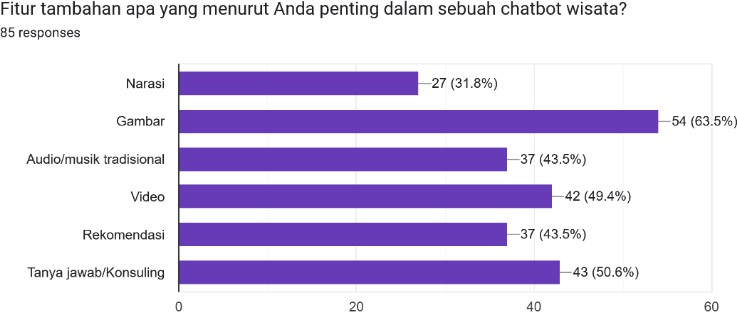 Fitur tambahan apa yang menurut Anda penting dalam sebuah chatbot wisata?
85 responses
Narasi 27 (31.8%)
Gambar 54 (63.5%)
Audio/musik tradisional 37 (43.5%)
Video 42 (49.4%)
Rekomendasi 37 (43.5%)
Tanya jawab/Konsuling 43 (50.6%)
0 20 40 60